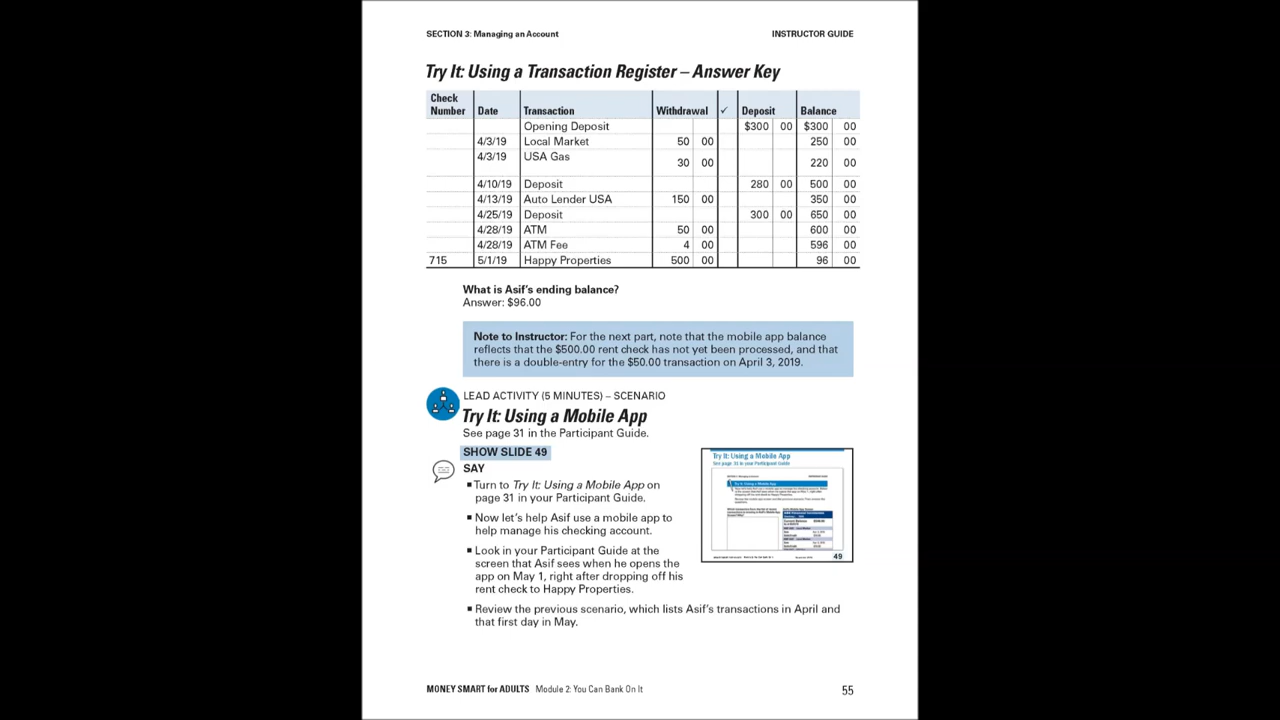 SECTION 3: Managing an Account INSTRUCTOR GUIDE
Try It: Using a Transaction Register – Answer Key
Check
Number Date Transaction Withdrawal ✓ Deposit Balance
Opening Deposit $300 00 $300 00
4/3/19 Local Market 50 00 250 00
4/3/19 USA Gas 30 00 220 00
4/10/19 Deposit 280 00 500 00
4/13/19 Auto Lender USA 150 00 350 00
4/25/19 Deposit 300 00 650 00
4/28/19 ATM 50 00 600 00
4/28/19 ATM Fee 4 00 596 00
715 5/1/19 Happy Properties 500 00 96 00
What is Asif's ending balance?
Answer: $96.00
Note to Instructor: For the next part, note that the mobile app balance
reflects that the $500.00 rent check has not yet been processed, and that
there is a double-entry for the $50.00 transaction on April 3, 2019.
LEAD ACTIVITY (5 MINUTES) – SCENARIO
Try It: Using a Mobile App
See page 31 in the Participant Guide.
SHOW SLIDE 49
SAY
▪ Turn to Try It: Using a Mobile App on
page 31 in your Participant Guide.
▪ Now let's help Asif use a mobile app to
help manage his checking account.
▪ Look in your Participant Guide at the
screen that Asif sees when he opens the
app on May 1, right after dropping off his
rent check to Happy Properties.
▪ Review the previous scenario, which lists Asif's transactions in April and
that first day in May.
Try It: Using a Mobile App
See page 31 in your Participant Guide
Try It: Using a Mobile App
49
MONEY SMART for ADULTS Module 2: You Can Bank On It 55